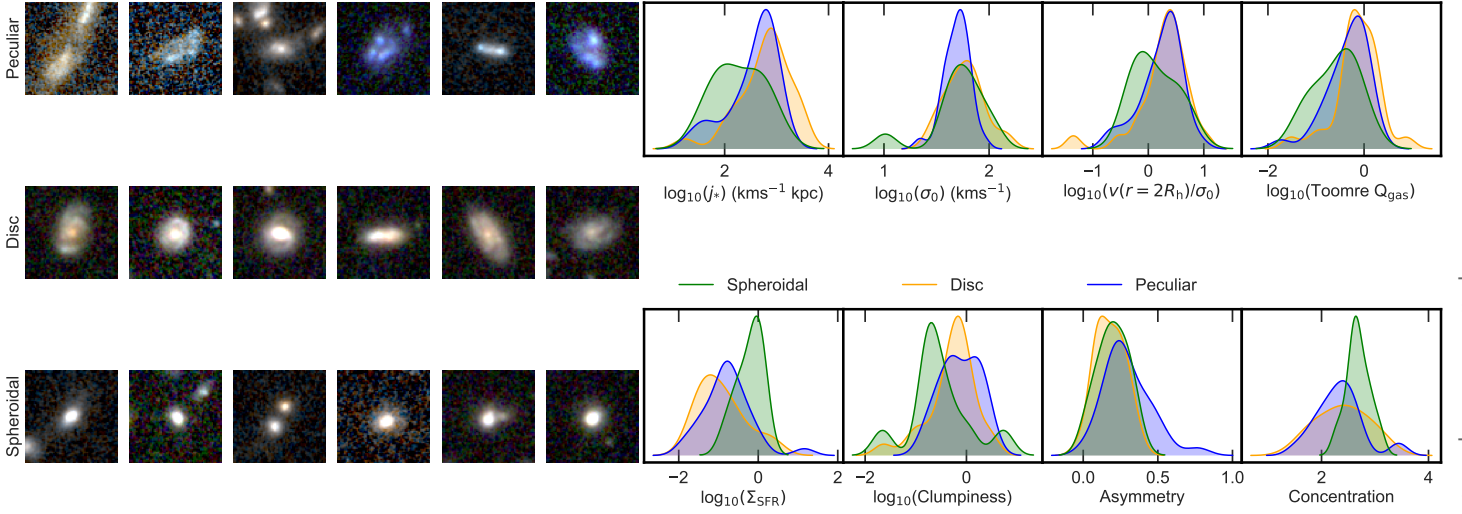 Peculiar
2 4
log₁₀(j*) (kms⁻¹ kpc)
1 2
log₁₀(σ₀) (kms⁻¹)
−1 0 1
log₁₀(v(r = 2Rₕ)/σ₀)
−2 0
log₁₀(Toomre Q_gas)
Disc
Spheroidal Disc Peculiar
Spheroidal
−2 0 2
log₁₀(Σ_SFR)
−2 0
log₁₀(Clumpiness)
0.0 0.5 1.0
Asymmetry
2 4
Concentration